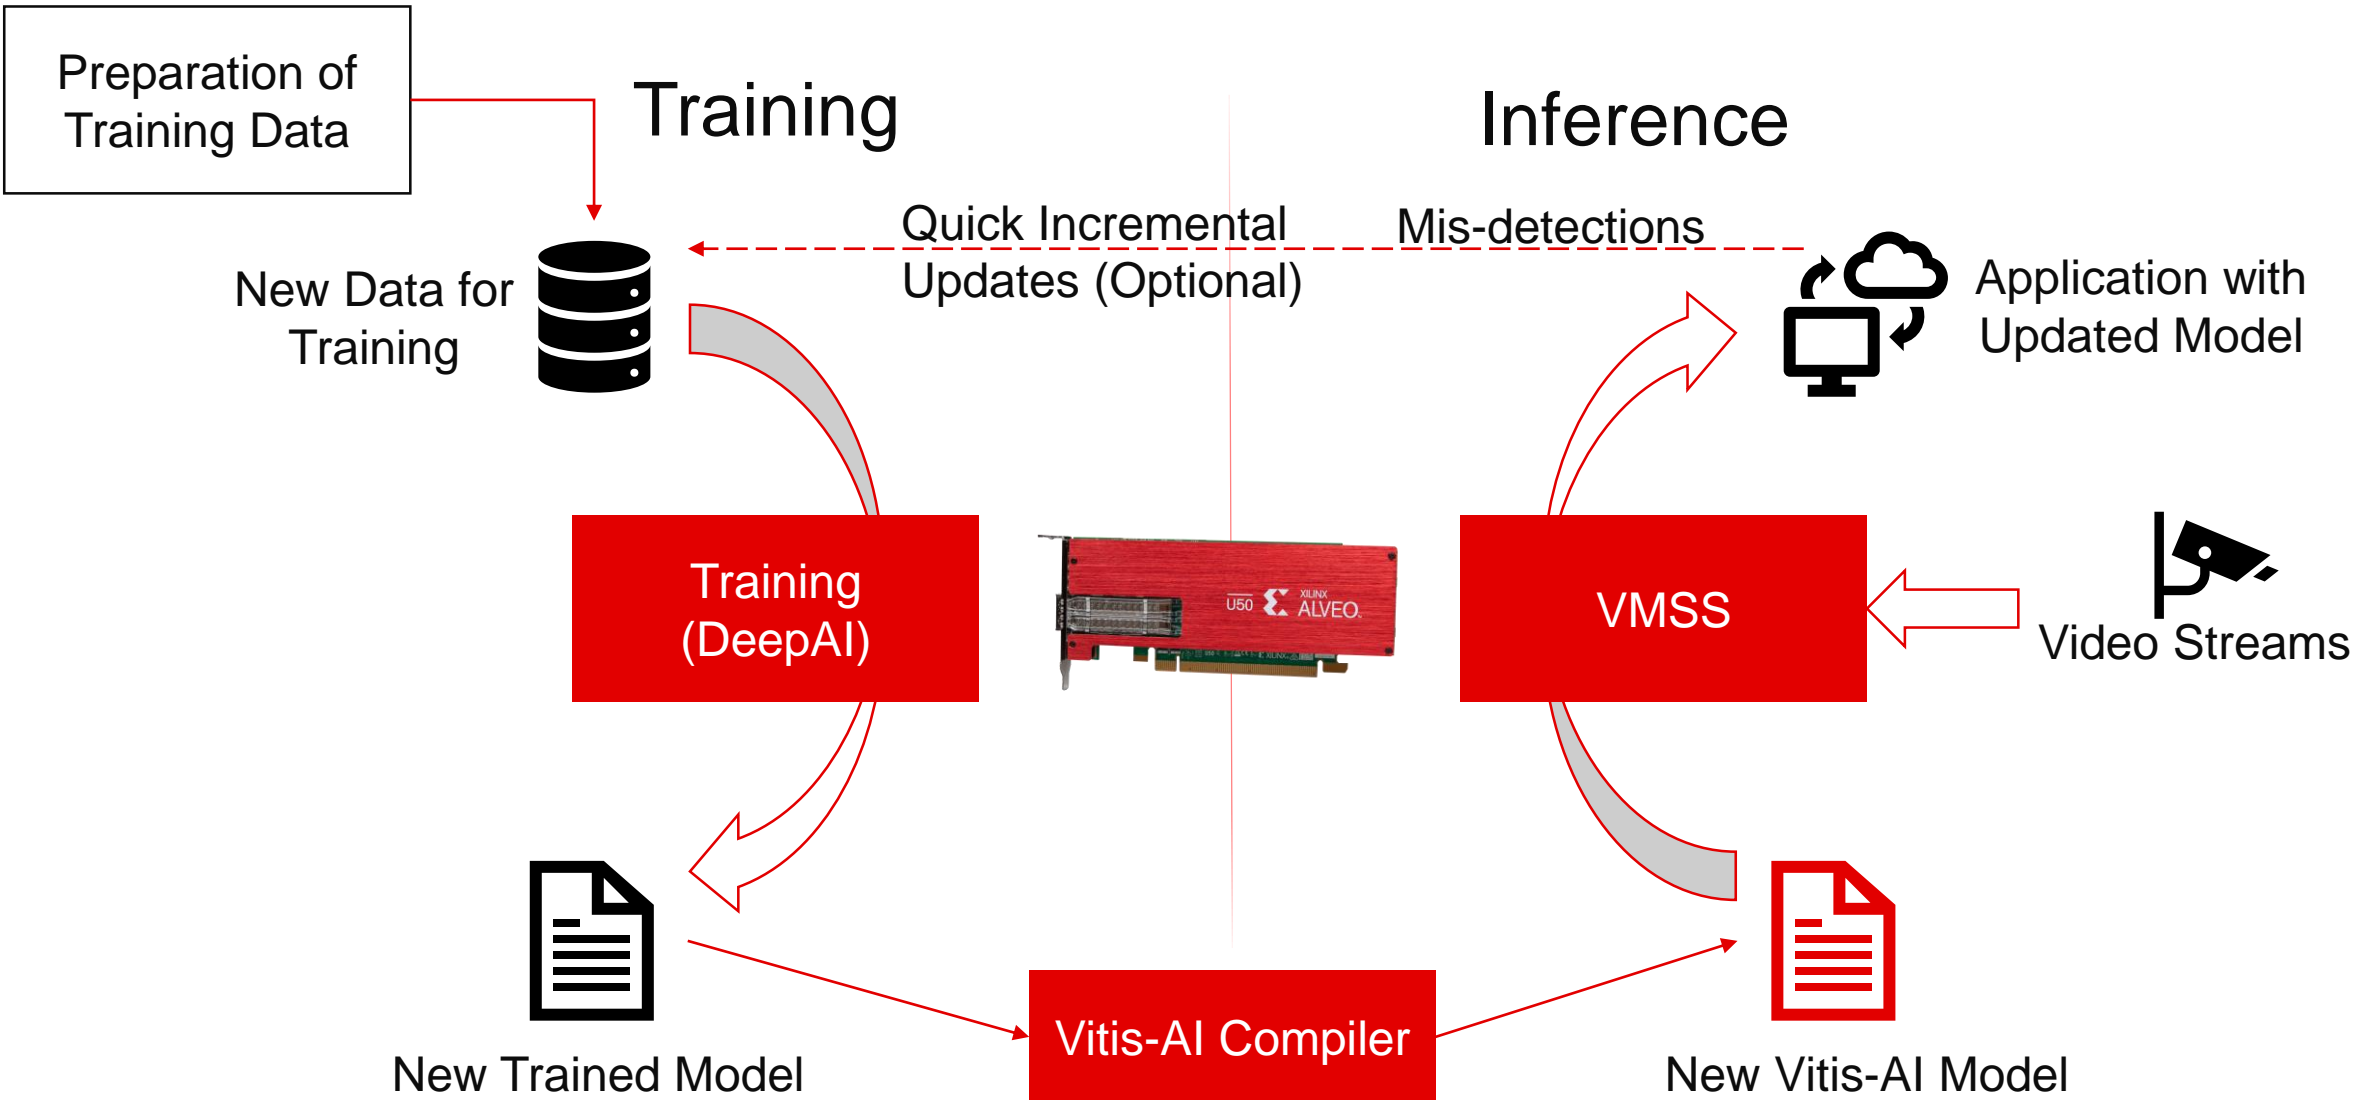 Preparation of
Training Data
Training
Inference
Quick Incremental
Updates (Optional)
Mis-detections
New Data for
Training
Application with
Updated Model
Training
(DeepAI)
U50
XILINX
ALVEO.
VMSS
Video Streams
Vitis-AI Compiler
New Trained Model
New Vitis-AI Model